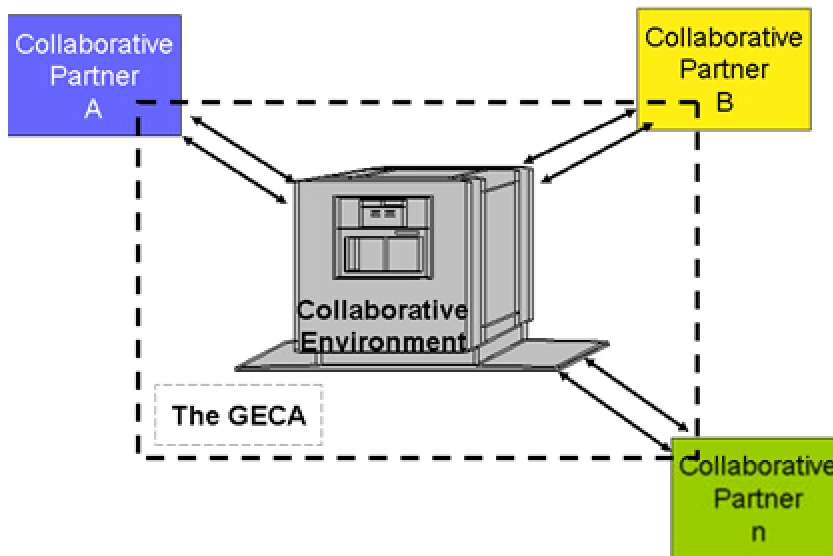 Collaborative
Partner
A
Collaborative
Partner
B
Collaborative
Environment
The GECA
Collaborative
Partner
n